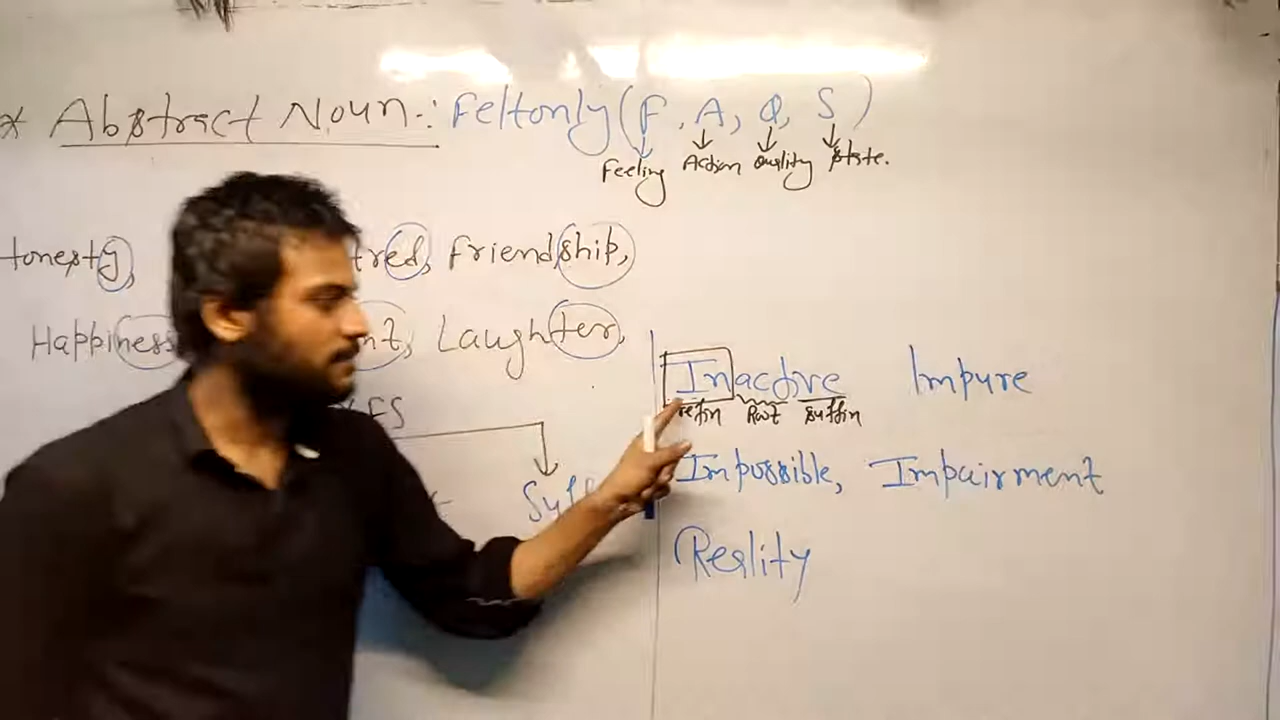 * Abstract Noun: Feltonly (F, A, Q, S)
Feeling Action Quality State.
Honesty, tred, friendship,
Happiness nt, Laughter,
Inactive Impure
Prefix Root Suffix
Impossible, Impairment
Suff
Reality